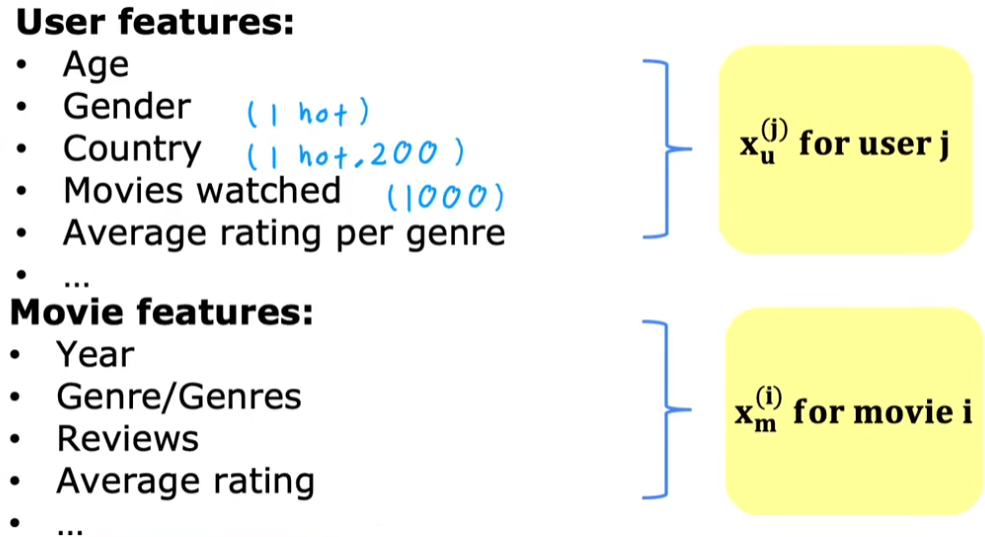 User features:
• Age
• Gender (1 hot)
• Country (1 hot, 200)
• Movies watched (1000)
• Average rating per genre
• ...
x_u^(j) for user j
Movie features:
• Year
• Genre/Genres
• Reviews
• Average rating
• ...
x_m^(i) for movie i